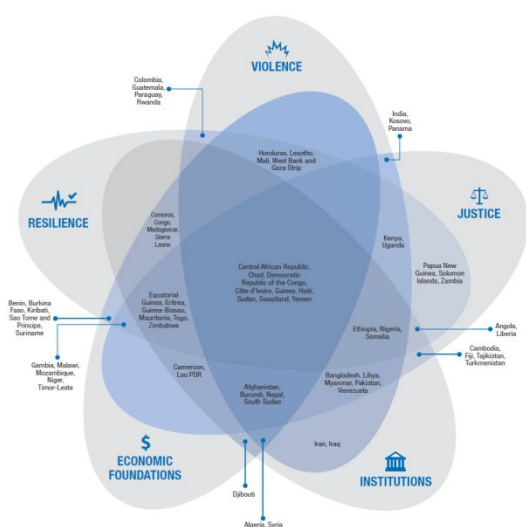 VIOLENCE
Colombia,
Guatemala,
Paraguay,
Rwanda
India,
Kosovo,
Panama
Honduras, Lesotho,
Mali, West Bank and
Gaza Strip
RESILIENCE
JUSTICE
Comoros,
Congo,
Madagascar,
Sierra
Leone
Kenya,
Uganda
Papua New
Guinea, Solomon
Islands, Zambia
Central African Republic,
Chad, Democratic
Republic of the Congo,
Côte d'Ivoire, Guinea, Haiti,
Sudan, Swaziland, Yemen
Equatorial
Guinea, Eritrea,
Guinea-Bissau,
Mauritania, Togo,
Zimbabwe
Benin, Burkina
Faso, Kiribati,
Sao Tome and
Principe,
Suriname
Ethiopia, Nigeria,
Somalia
Angola,
Liberia
Cambodia,
Fiji, Tajikistan,
Turkmenistan
Gambia, Malawi,
Mozambique,
Niger,
Timor-Leste
Cameroon,
Lao PDR
Bangladesh, Libya,
Myanmar, Pakistan,
Venezuela
Afghanistan,
Burundi, Nepal,
South Sudan
$
ECONOMIC
FOUNDATIONS
Iran, Iraq
INSTITUTIONS
Djibouti
Algeria, Syria